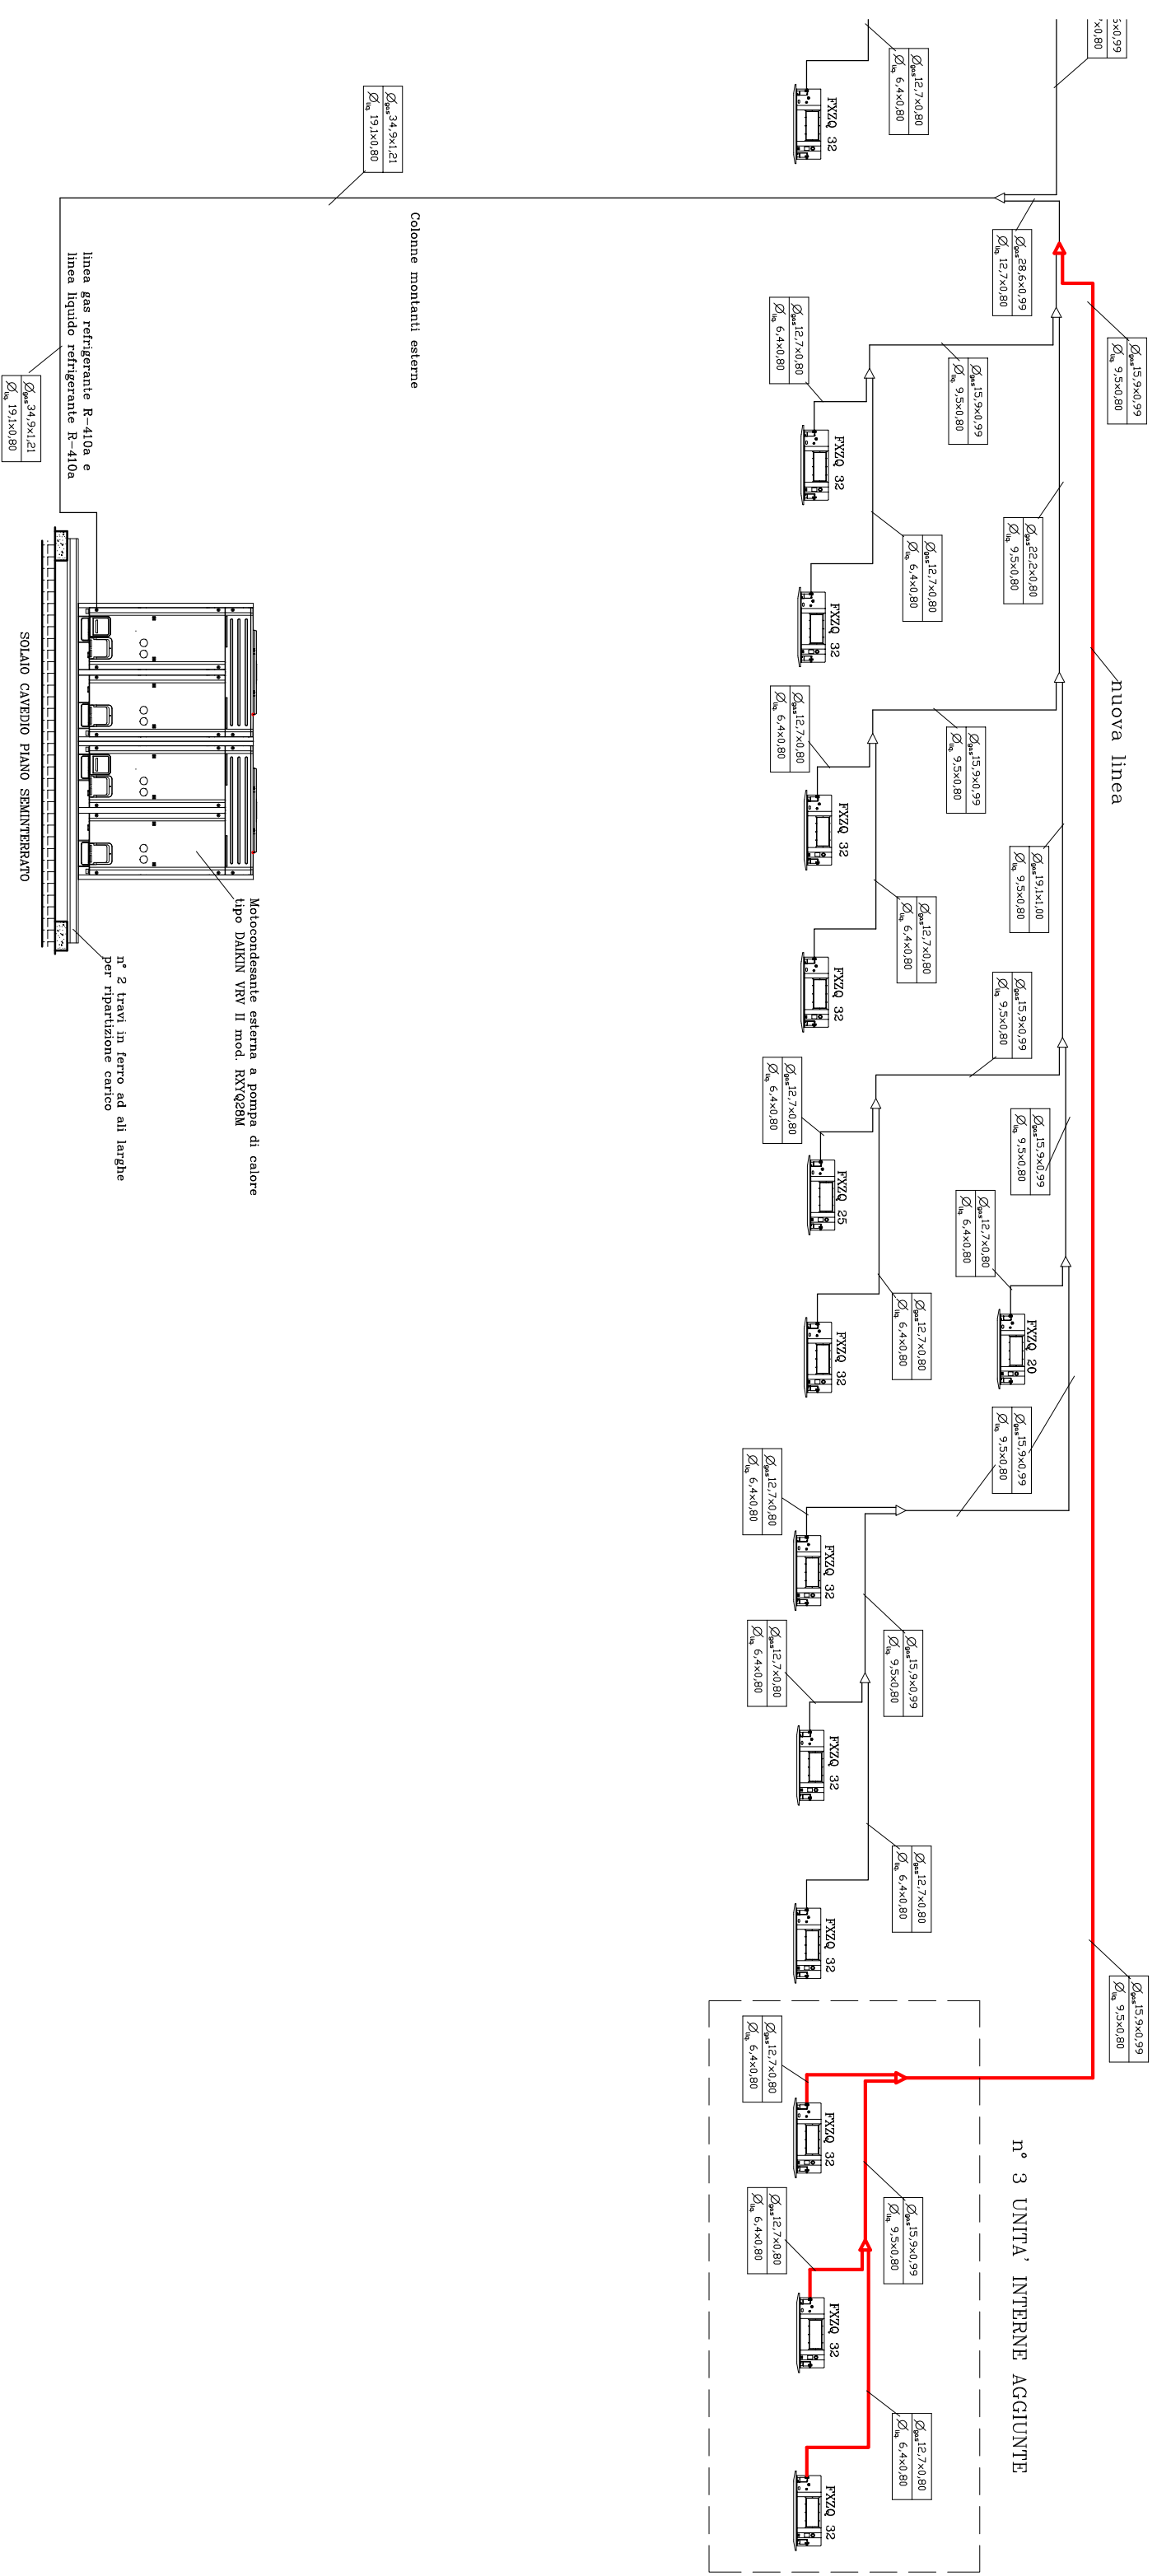 nuova linea
n° 3 UNITA' INTERNE AGGIUNTE
Øgas 15,9x0,99
Øliq. 9,5x0,80
Øgas 15,9x0,99
Øliq. 9,5x0,80
Øgas 28,6x0,99
Øliq. 12,7x0,80
Øgas 22,2x0,80
Øliq. 9,5x0,80
Øgas 19,1x1,00
Øliq. 9,5x0,80
Øgas 15,9x0,99
Øliq. 9,5x0,80
Øgas 15,9x0,99
Øliq. 9,5x0,80
Øgas 15,9x0,99
Øliq. 9,5x0,80
Øgas 15,9x0,99
Øliq. 9,5x0,80
Øgas 15,9x0,99
Øliq. 9,5x0,80
Øgas 12,7x0,80
Øliq. 6,4x0,80
FXZQ 20
Øgas 12,7x0,80
Øliq. 6,4x0,80
FXZQ 32
Øgas 12,7x0,80
Øliq. 6,4x0,80
FXZQ 32
Øgas 12,7x0,80
Øliq. 6,4x0,80
FXZQ 32
Øgas 12,7x0,80
Øliq. 6,4x0,80
FXZQ 32
Øgas 12,7x0,80
Øliq. 6,4x0,80
FXZQ 32
Øgas 12,7x0,80
Øliq. 6,4x0,80
FXZQ 25
Øgas 12,7x0,80
Øliq. 6,4x0,80
FXZQ 32
Øgas 12,7x0,80
Øliq. 6,4x0,80
FXZQ 32
Øgas 15,9x0,99
Øliq. 9,5x0,80
Øgas 12,7x0,80
Øliq. 6,4x0,80
FXZQ 32
Øgas 12,7x0,80
Øliq. 6,4x0,80
FXZQ 32
Øgas 12,7x0,80
Øliq. 6,4x0,80
FXZQ 32
Øgas 15,9x0,99
Øliq. 9,5x0,80
Øgas 12,7x0,80
Øliq. 6,4x0,80
FXZQ 32
Øgas 12,7x0,80
Øliq. 6,4x0,80
FXZQ 32
Colonne montanti esterne
Øgas 34,9x1,21
Øliq. 19,1x0,80
linea gas refrigerante R-410a e
linea liquido refrigerante R-410a
Øgas 34,9x1,21
Øliq. 19,1x0,80
Motocondesante esterna a pompa di calore
tipo DAIKIN VRV II mod. RXYQ28M
n° 2 travi in ferro ad ali larghe
per ripartizione carico
SOLAIO CAVEDIO PIANO SEMINTERRATO